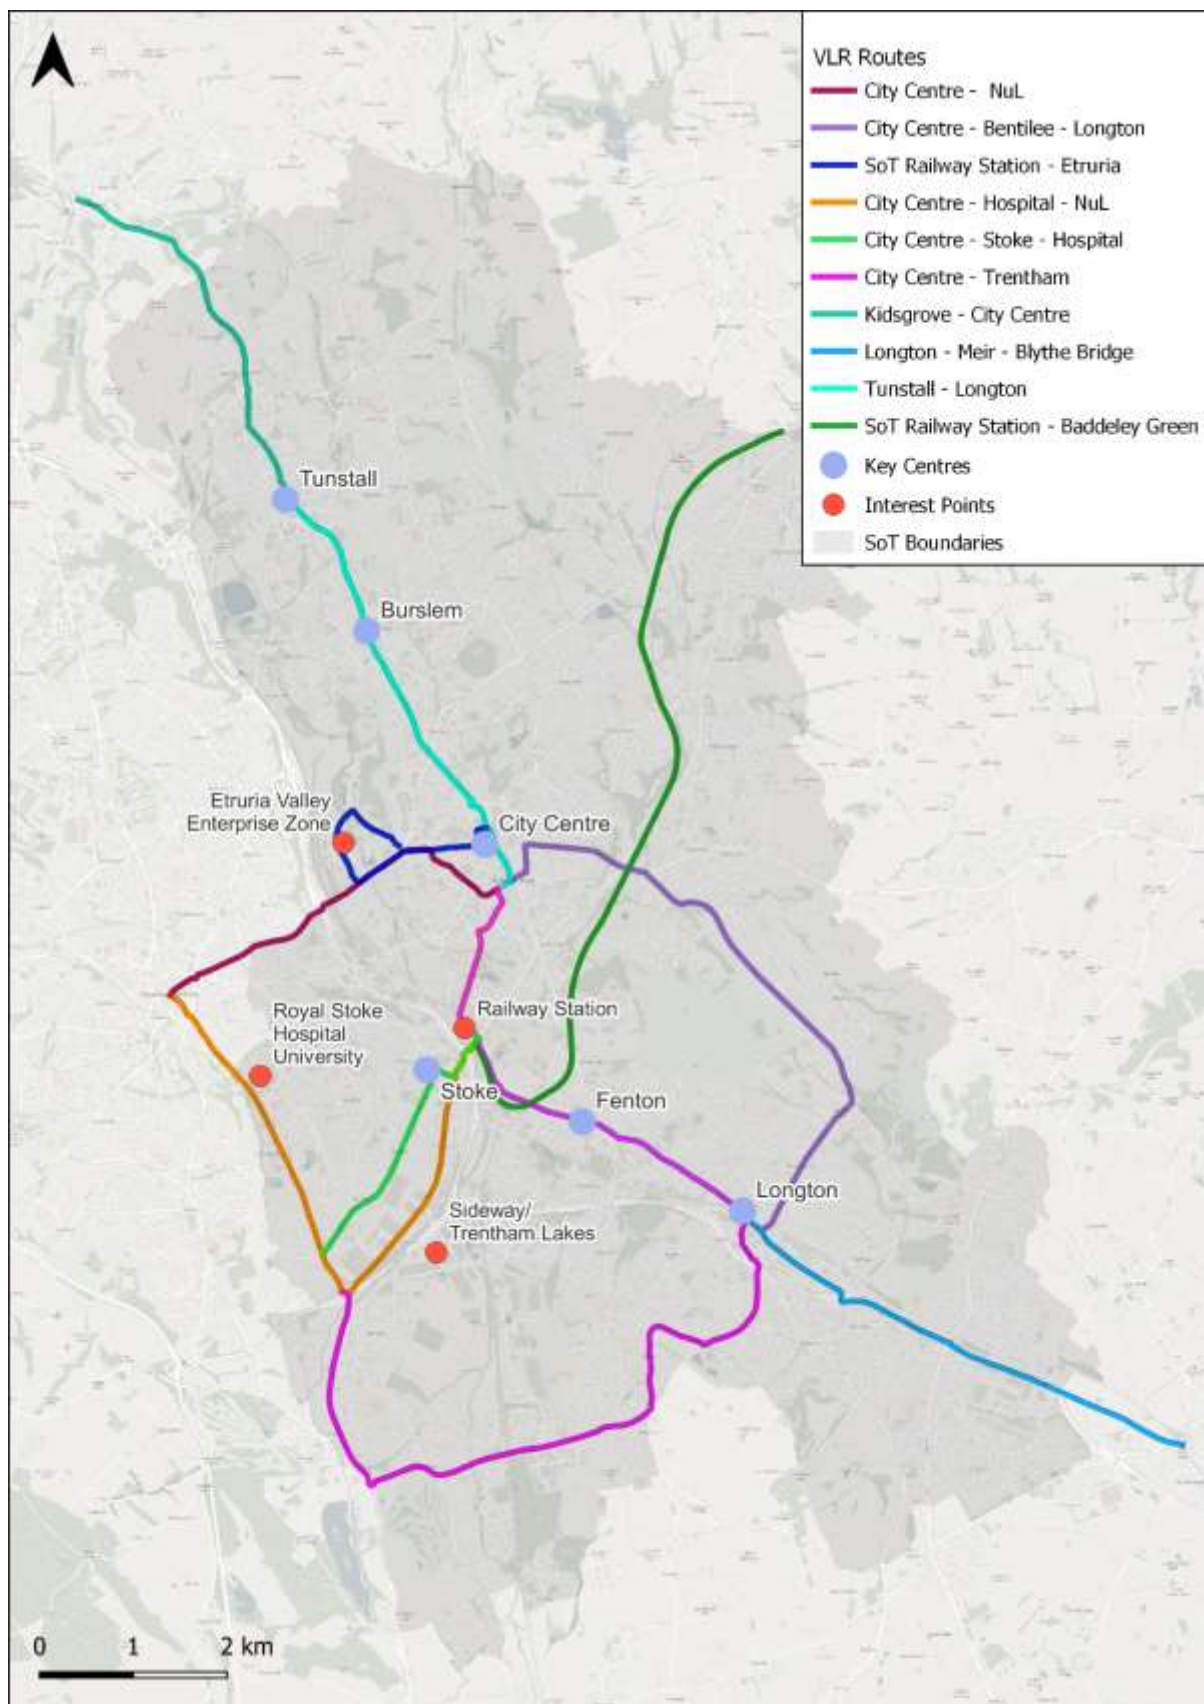 VLR Routes
City Centre - NuL
City Centre - Bentilee - Longton
SoT Railway Station - Etruria
City Centre - Hospital - NuL
City Centre - Stoke - Hospital
City Centre - Trentham
Kidsgrove - City Centre
Longton - Meir - Blythe Bridge
Tunstall - Longton
SoT Railway Station - Baddeley Green
Key Centres
Interest Points
SoT Boundaries
Tunstall
Burslem
Etruria Valley
Enterprise Zone
City Centre
Royal Stoke
Hospital
University
Railway Station
Stoke
Fenton
Longton
Sideway/
Trentham Lakes
0 1 2 km